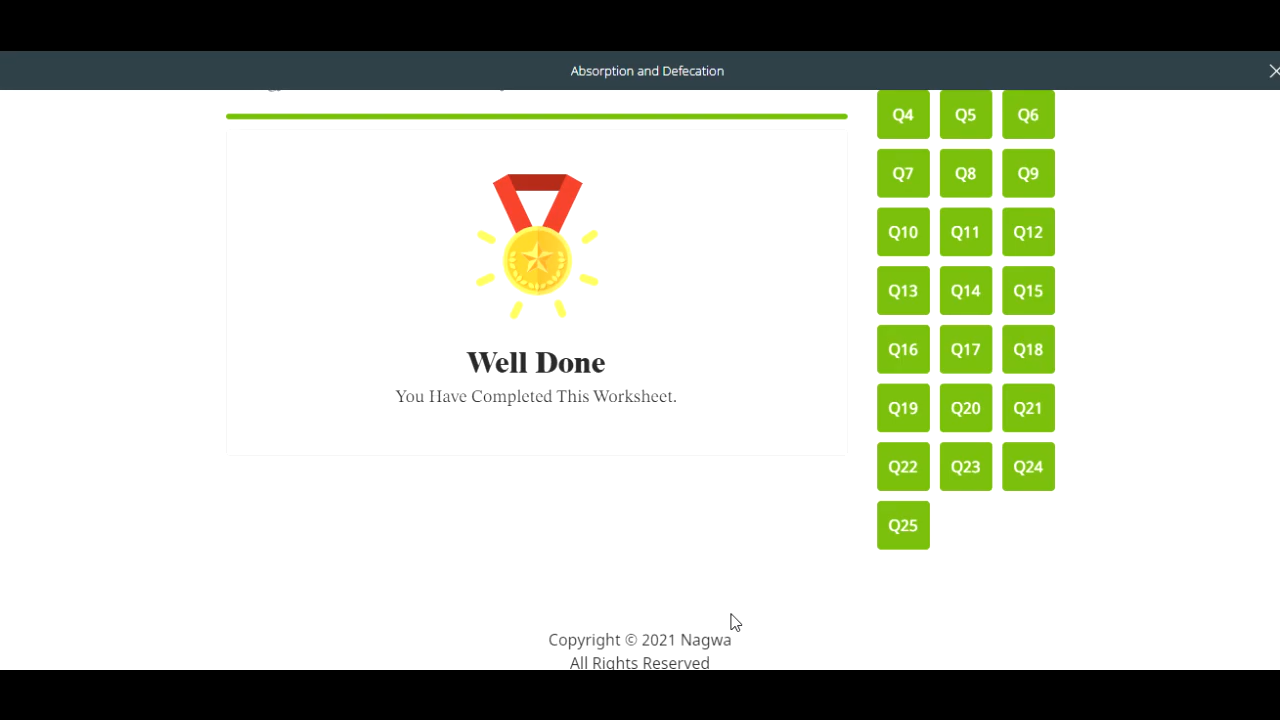 Absorption and Defecation
Q4 Q5 Q6
Q7 Q8 Q9
Q10 Q11 Q12
Q13 Q14 Q15
Q16 Q17 Q18
Q19 Q20 Q21
Q22 Q23 Q24
Q25
Well Done
You Have Completed This Worksheet.
Copyright © 2021 Nagwa
All Rights Reserved